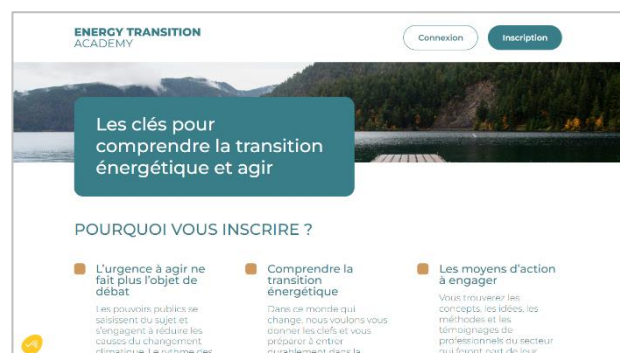 ENERGY TRANSITION
ACADEMY
Connexion
Inscription
Les clés pour
comprendre la transition
énergétique et agir
POURQUOI VOUS INSCRIRE ?
L'urgence à agir ne
fait plus l'objet de
débat
Les pouvoirs publics se
saisissent du sujet et
s'engagent à réduire les
causes du changement
climatique. Le rythme des
Comprendre la
transition
énergétique
Dans ce monde qui
change, nous voulons vous
donner les clefs et vous
préparer à entrer
durablement dans la
Les moyens d'action
à engager
Vous trouverez les
concepts, les idées, les
méthodes et les
témoignages de
professionnels du secteur
qui feront part de leur